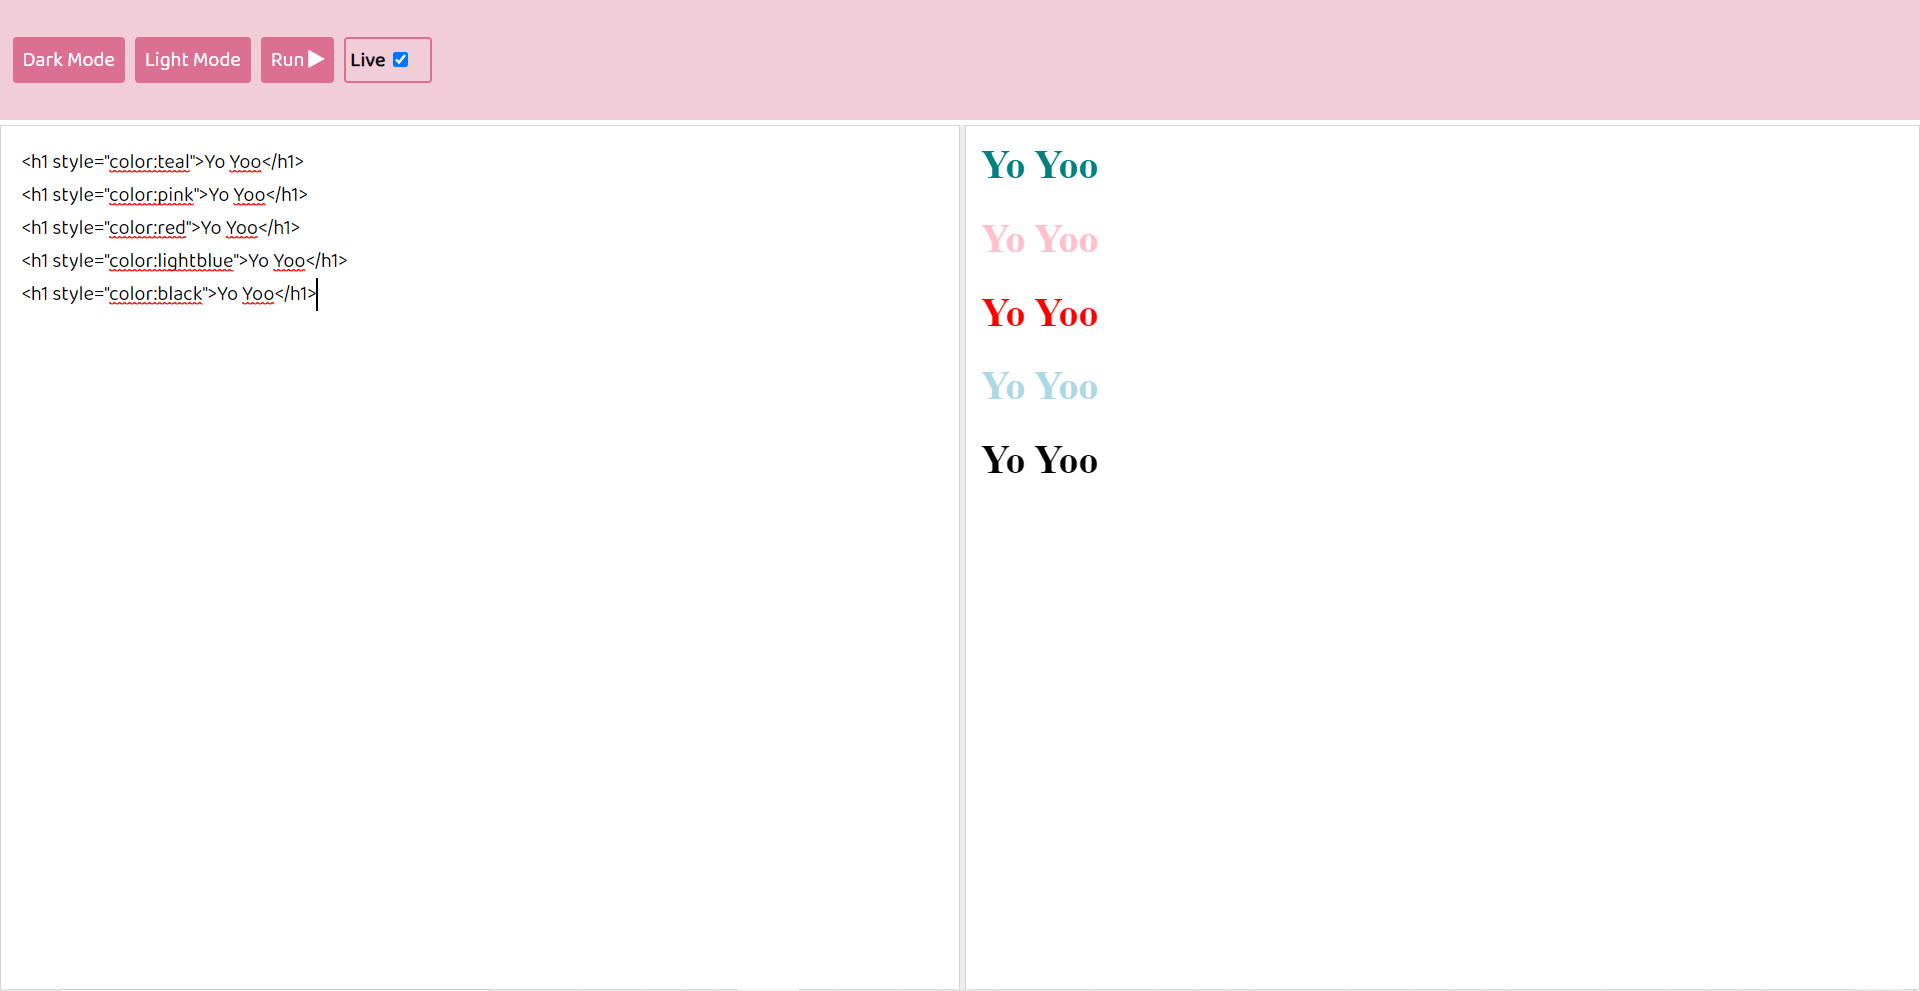 Dark Mode Light Mode Run Live
<h1 style="color:teal">Yo Yoo</h1>
<h1 style="color:pink">Yo Yoo</h1>
<h1 style="color:red">Yo Yoo</h1>
<h1 style="color:lightblue">Yo Yoo</h1>
<h1 style="color:black">Yo Yoo</h1>
Yo Yoo
Yo Yoo
Yo Yoo
Yo Yoo
Yo Yoo